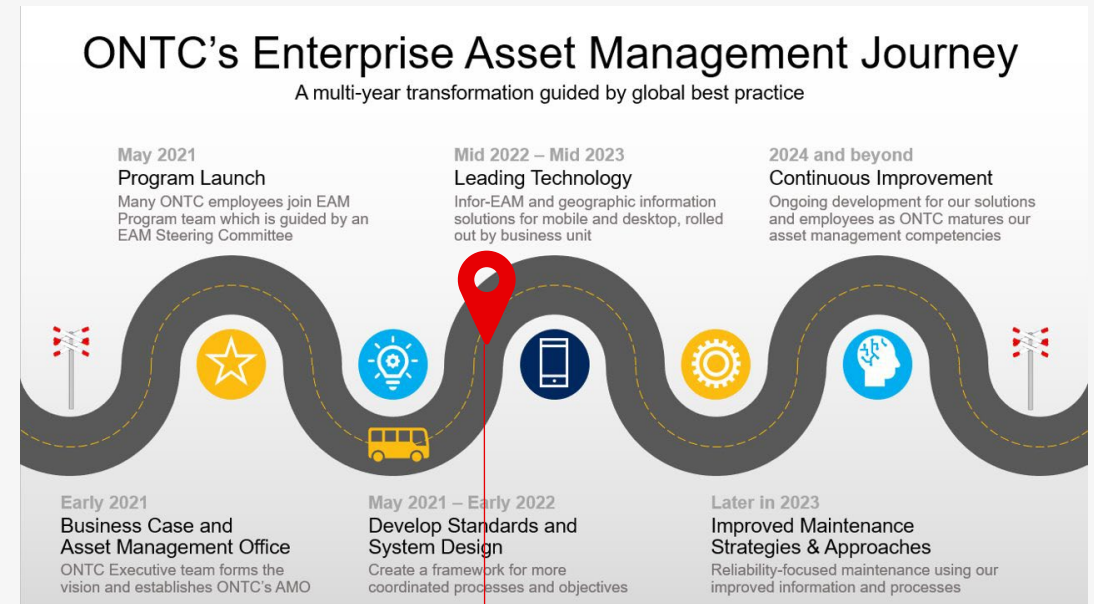 ONTC's Enterprise Asset Management Journey
A multi-year transformation guided by global best practice
May 2021
Program Launch
Many ONTC employees join EAM
Program team which is guided by an
EAM Steering Committee
Mid 2022 – Mid 2023
Leading Technology
Infor-EAM and geographic information
solutions for mobile and desktop, rolled
out by business unit
2024 and beyond
Continuous Improvement
Ongoing development for our solutions
and employees as ONTC matures our
asset management competencies
Early 2021
Business Case and
Asset Management Office
ONTC Executive team forms the
vision and establishes ONTC's AMO
May 2021 – Early 2022
Develop Standards and
System Design
Create a framework for more
coordinated processes and objectives
Later in 2023
Improved Maintenance
Strategies & Approaches
Reliability-focused maintenance using our
improved information and processes